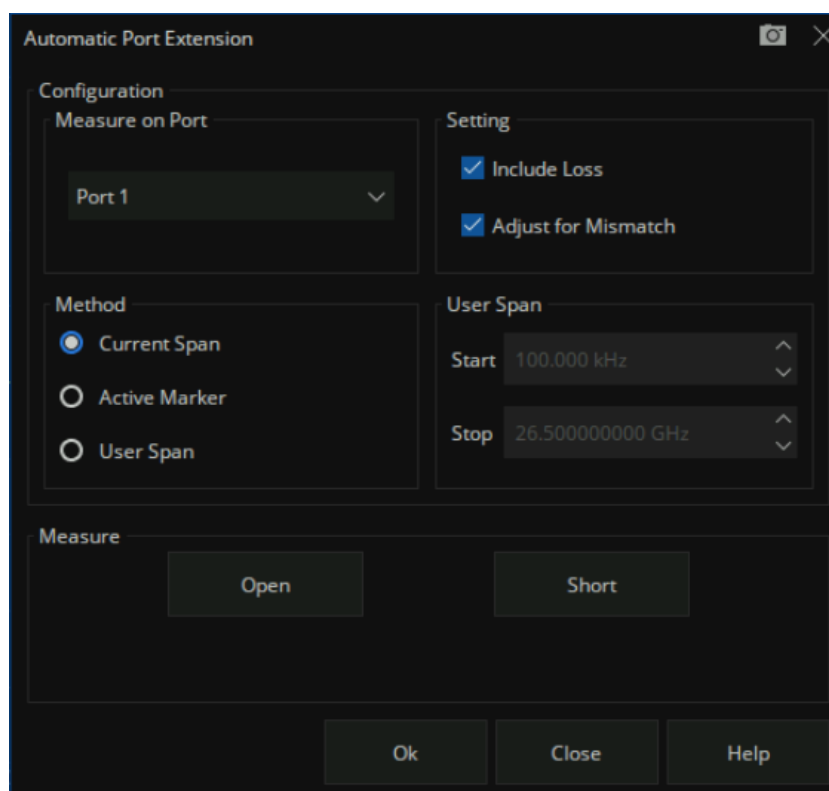 Automatic Port Extension
Configuration
Measure on Port
Port 1
Setting
Include Loss
Adjust for Mismatch
Method
Current Span
Active Marker
User Span
User Span
Start 100.000 kHz
Stop 26.500000000 GHz
Measure
Open
Short
Ok
Close
Help